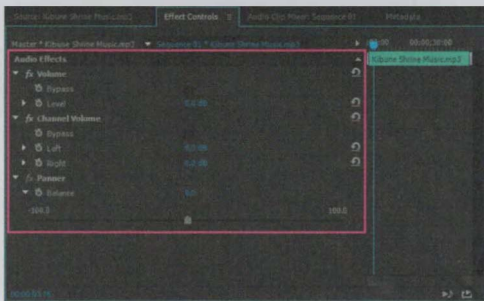 Source: Kibune Shrine Music.mp3 Effect Controls Audio Clip Mixer: Sequence 01 Metadata
Master * Kibune Shrine Music.mp3 Sequence 01 * Kibune Shrine Music.mp3 00:00 00:00:30:00
Audio Effects Kibune Shrine Music.mp3
fx Volume
Bypass
Level 0.0 dB
fx Channel Volume
Bypass
Left 0.0 dB
Right 0.0 dB
fx Panner
Balance 0.0
-100.0 100.0